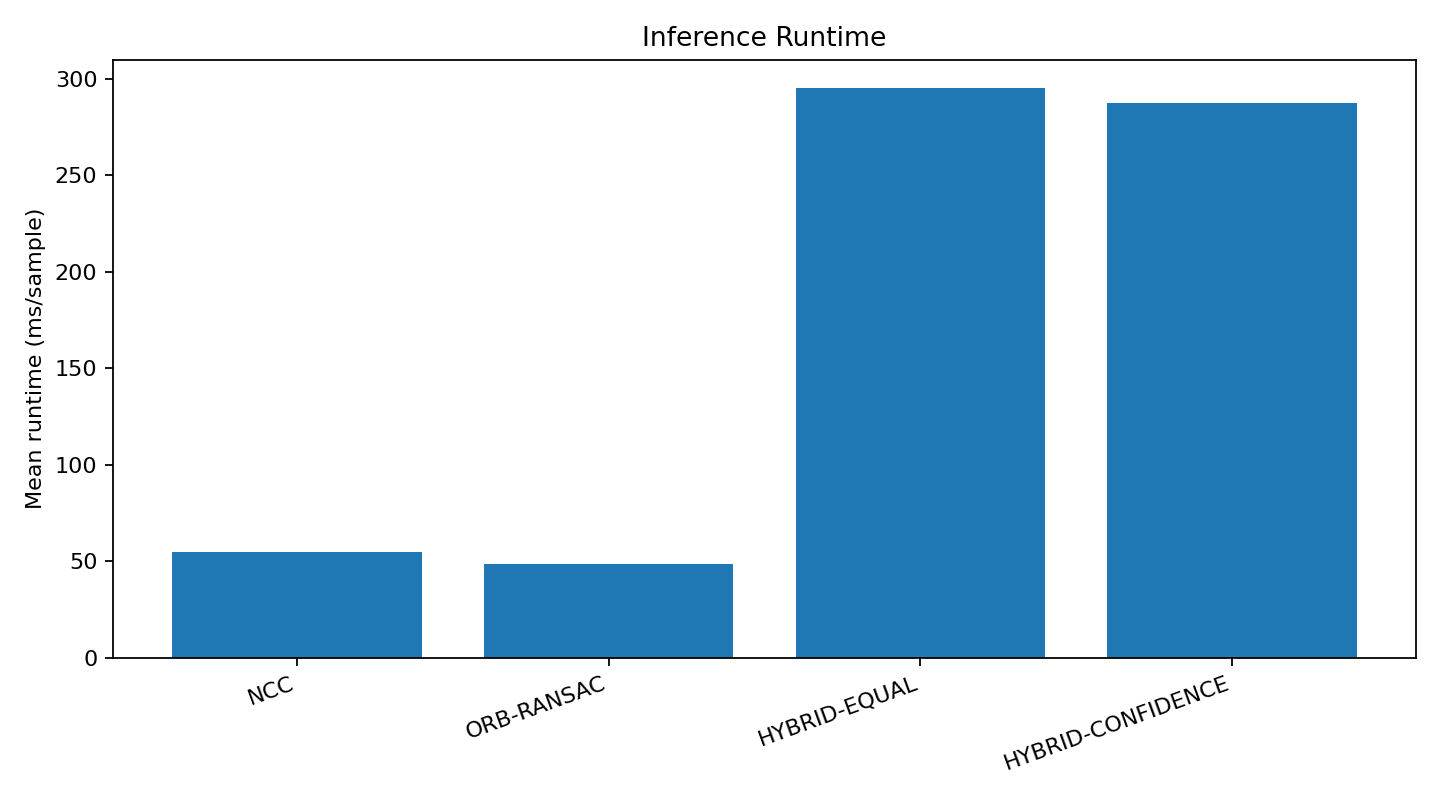 Inference Runtime
Mean runtime (ms/sample)
300
250
200
150
100
50
0
NCC
ORB-RANSAC
HYBRID-EQUAL
HYBRID-CONFIDENCE